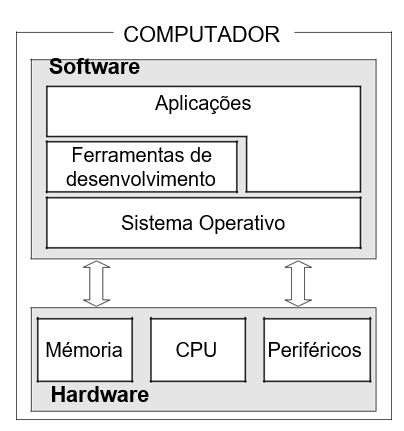 COMPUTADOR
Software
Aplicações
Ferramentas de
desenvolvimento
Sistema Operativo
Mémoria
CPU
Periféricos
Hardware